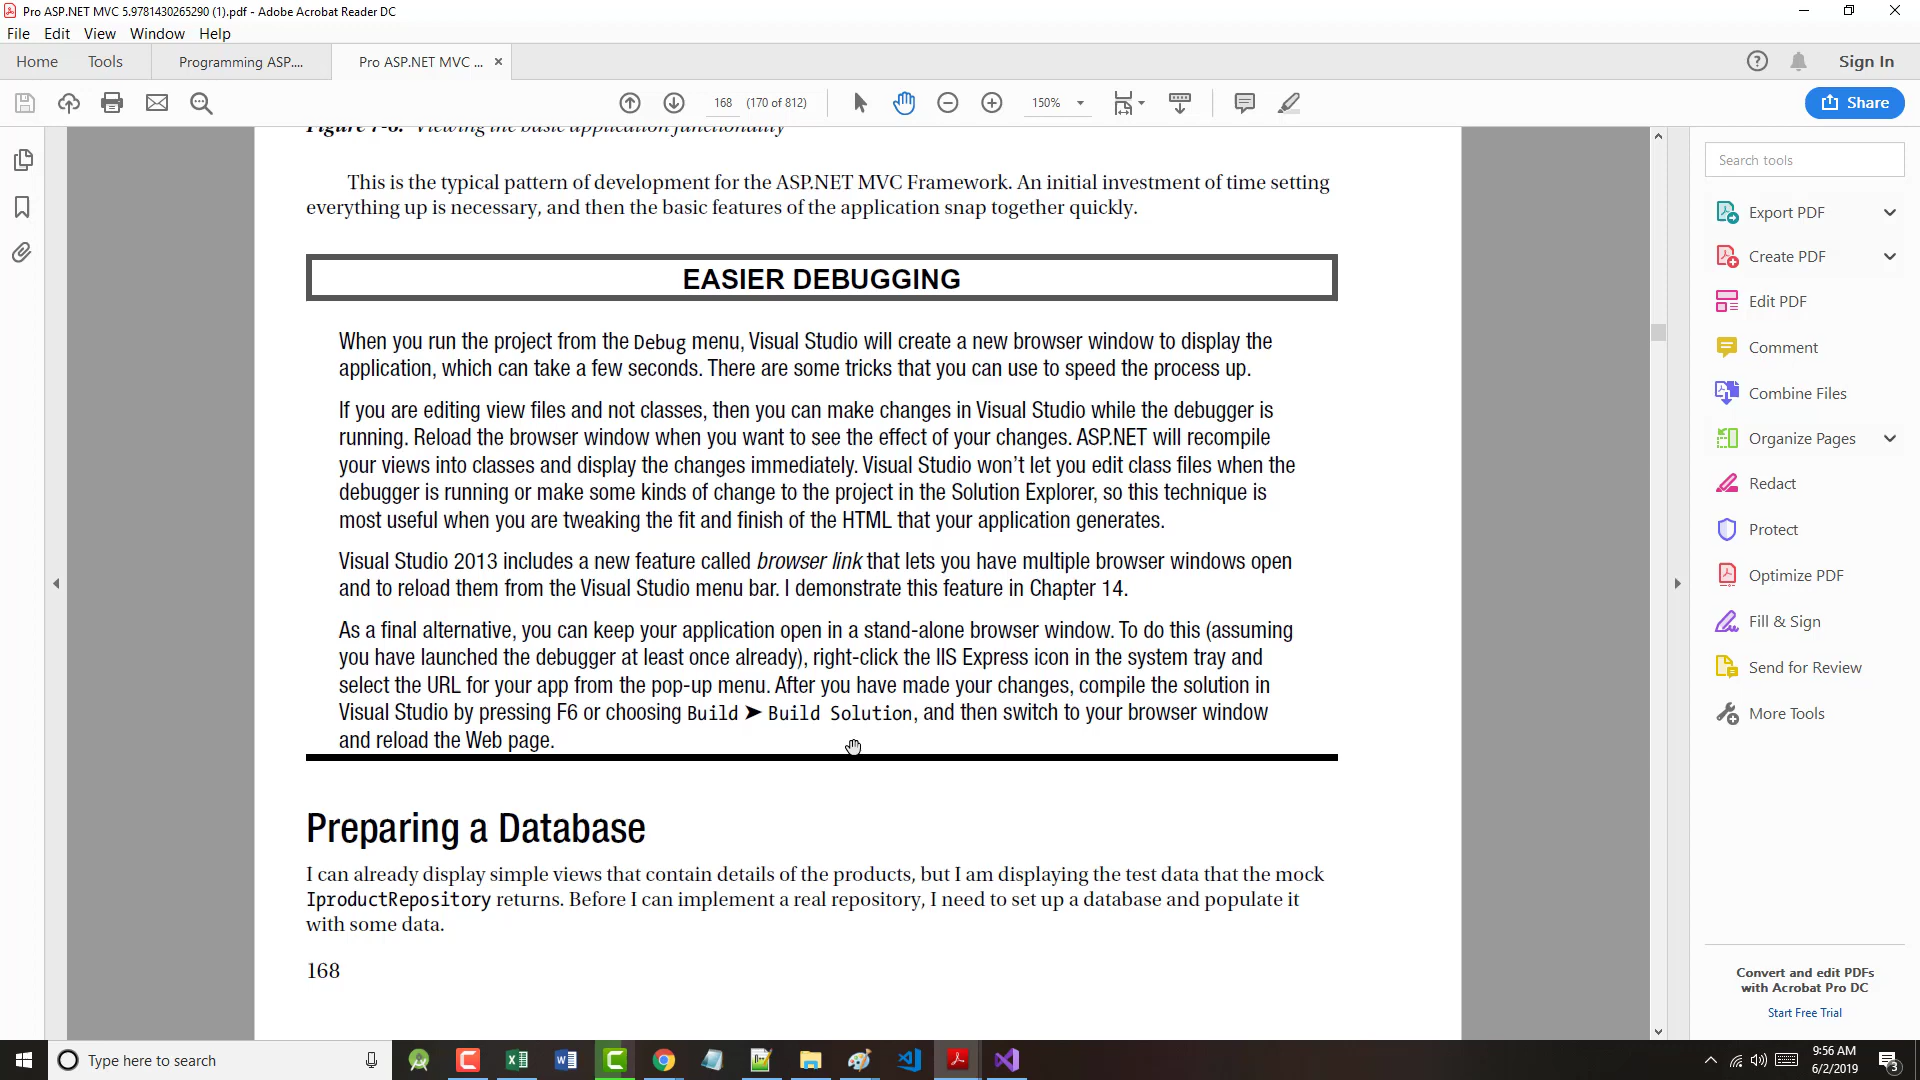 Pro ASP.NET MVC 5.9781430265290 (1).pdf - Adobe Acrobat Reader DC
File Edit View Window Help
Home Tools Programming ASP.... Pro ASP.NET MVC ... × Sign In
168 (170 of 812) 150% Share
Figure 7-6. Viewing the basic application functionality
This is the typical pattern of development for the ASP.NET MVC Framework. An initial investment of time setting
everything up is necessary, and then the basic features of the application snap together quickly.
EASIER DEBUGGING
When you run the project from the Debug menu, Visual Studio will create a new browser window to display the
application, which can take a few seconds. There are some tricks that you can use to speed the process up.
If you are editing view files and not classes, then you can make changes in Visual Studio while the debugger is
running. Reload the browser window when you want to see the effect of your changes. ASP.NET will recompile
your views into classes and display the changes immediately. Visual Studio won’t let you edit class files when the
debugger is running or make some kinds of change to the project in the Solution Explorer, so this technique is
most useful when you are tweaking the fit and finish of the HTML that your application generates.
Visual Studio 2013 includes a new feature called browser link that lets you have multiple browser windows open
and to reload them from the Visual Studio menu bar. I demonstrate this feature in Chapter 14.
As a final alternative, you can keep your application open in a stand-alone browser window. To do this (assuming
you have launched the debugger at least once already), right-click the IIS Express icon in the system tray and
select the URL for your app from the pop-up menu. After you have made your changes, compile the solution in
Visual Studio by pressing F6 or choosing Build ➤ Build Solution, and then switch to your browser window
and reload the Web page.
Preparing a Database
I can already display simple views that contain details of the products, but I am displaying the test data that the mock
IproductRepository returns. Before I can implement a real repository, I need to set up a database and populate it
with some data.
168
Search tools
Export PDF
Create PDF
Edit PDF
Comment
Combine Files
Organize Pages
Redact
Protect
Optimize PDF
Fill & Sign
Send for Review
More Tools
Convert and edit PDFs
with Acrobat Pro DC
Start Free Trial
Type here to search
9:56 AM
6/2/2019
3